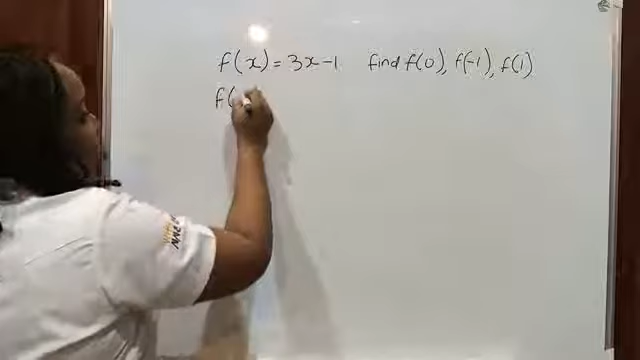 f(x) = 3x-1 find f(0), f(-1), f(1)
f(